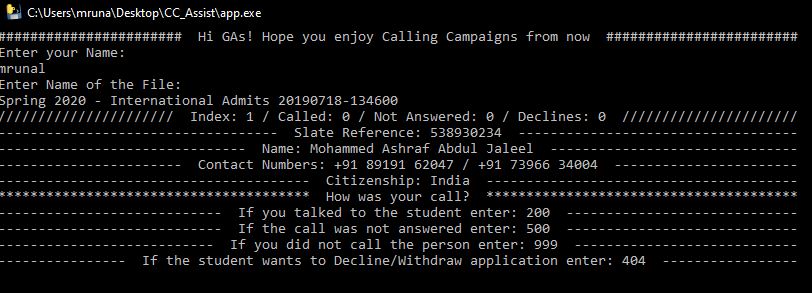 C:\Users\mruna\Desktop\CC_Assist\app.exe
####################### Hi GAs! Hope you enjoy Calling Campaigns from now ########################
Enter your Name:
mrunal
Enter Name of the File:
Spring 2020 - International Admits 20190718-134600
////////////////////// Index: 1 / Called: 0 / Not Answered: 0 / Declines: 0 //////////////////////
----------------------------------- Slate Reference: 538930234 -----------------------------------
------------------------------- Name: Mohammed Ashraf Abdul Jaleel -------------------------------
------------------------- Contact Numbers: +91 89191 62047 / +91 73966 34004 -----------------------
--------------------------------------- Citizenship: India ---------------------------------------
*************************************** How was your call? ***************************************
---------------------------- If you talked to the student enter: 200 -----------------------------
---------------------------- If the call was not answered enter: 500 -----------------------------
--------------------------- If you did not call the person enter: 999 ----------------------------
---------------- If the student wants to Decline/Withdraw application enter: 404 -----------------